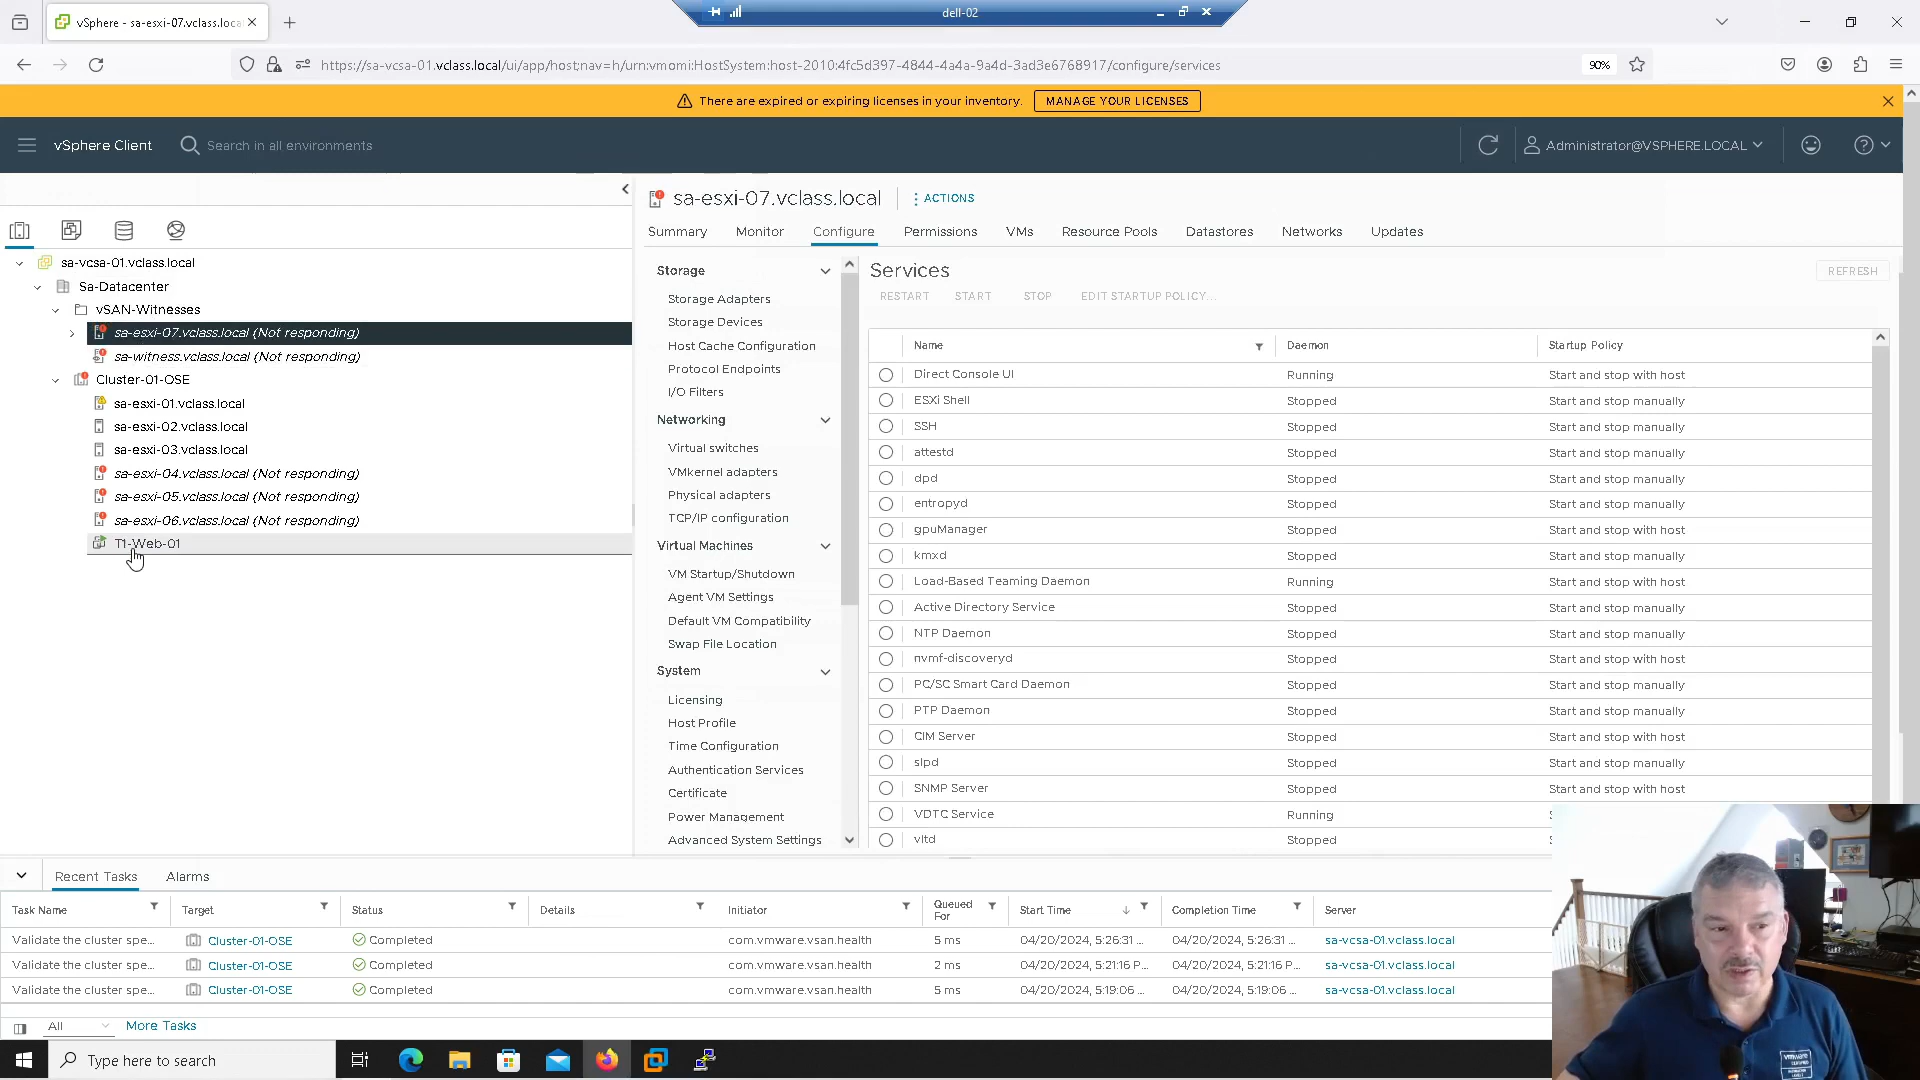 dell-02
vSphere - sa-esxi-07.vclass.loca
https://sa-vcsa-01.vclass.local/ui/app/host;nav=h/urn:vmomi:HostSystem:host-2010:4fc5d397-4844-4a4a-9a4d-3ad3e6768917/configure/services
90%
There are expired or expiring licenses in your inventory. MANAGE YOUR LICENSES
vSphere Client
Search in all environments
Administrator@VSPHERE.LOCAL
sa-vcsa-01.vclass.local
Sa-Datacenter
vSAN-Witnesses
sa-esxi-07.vclass.local (Not responding)
sa-witness.vclass.local (Not responding)
Cluster-01-OSE
sa-esxi-01.vclass.local
sa-esxi-02.vclass.local
sa-esxi-03.vclass.local
sa-esxi-04.vclass.local (Not responding)
sa-esxi-05.vclass.local (Not responding)
sa-esxi-06.vclass.local (Not responding)
T1-Web-01
sa-esxi-07.vclass.local
ACTIONS
Summary Monitor Configure Permissions VMs Resource Pools Datastores Networks Updates
Storage
Storage Adapters
Storage Devices
Host Cache Configuration
Protocol Endpoints
I/O Filters
Networking
Virtual switches
VMkernel adapters
Physical adapters
TCP/IP configuration
Virtual Machines
VM Startup/Shutdown
Agent VM Settings
Default VM Compatibility
Swap File Location
System
Licensing
Host Profile
Time Configuration
Authentication Services
Certificate
Power Management
Advanced System Settings
Services
REFRESH
RESTART START STOP EDIT STARTUP POLICY...
Name Daemon Startup Policy
Direct Console UI Running Start and stop with host
ESXi Shell Stopped Start and stop manually
SSH Stopped Start and stop manually
attestd Stopped Start and stop manually
dpd Stopped Start and stop manually
entropyd Stopped Start and stop manually
gpuManager Stopped Start and stop with host
kmxd Stopped Start and stop manually
Load-Based Teaming Daemon Running Start and stop with host
Active Directory Service Stopped Start and stop manually
NTP Daemon Stopped Start and stop manually
nvmf-discoveryd Stopped Start and stop with host
PC/SC Smart Card Daemon Stopped Start and stop manually
PTP Daemon Stopped Start and stop manually
CIM Server Stopped Start and stop with host
slpd Stopped Start and stop manually
SNMP Server Stopped Start and stop with host
VDTC Service Running
vltd Stopped
Recent Tasks Alarms
Task Name Target Status Details Initiator Queued For Start Time Completion Time Server
Validate the cluster spe... Cluster-01-OSE Completed com.vmware.vsan.health 5 ms 04/20/2024, 5:26:31 ... 04/20/2024, 5:26:31 ... sa-vcsa-01.vclass.local
Validate the cluster spe... Cluster-01-OSE Completed com.vmware.vsan.health 2 ms 04/20/2024, 5:21:16 P... 04/20/2024, 5:21:16 P... sa-vcsa-01.vclass.local
Validate the cluster spe... Cluster-01-OSE Completed com.vmware.vsan.health 5 ms 04/20/2024, 5:19:06 ... 04/20/2024, 5:19:06 ... sa-vcsa-01.vclass.local
All More Tasks
Type here to search
vmware